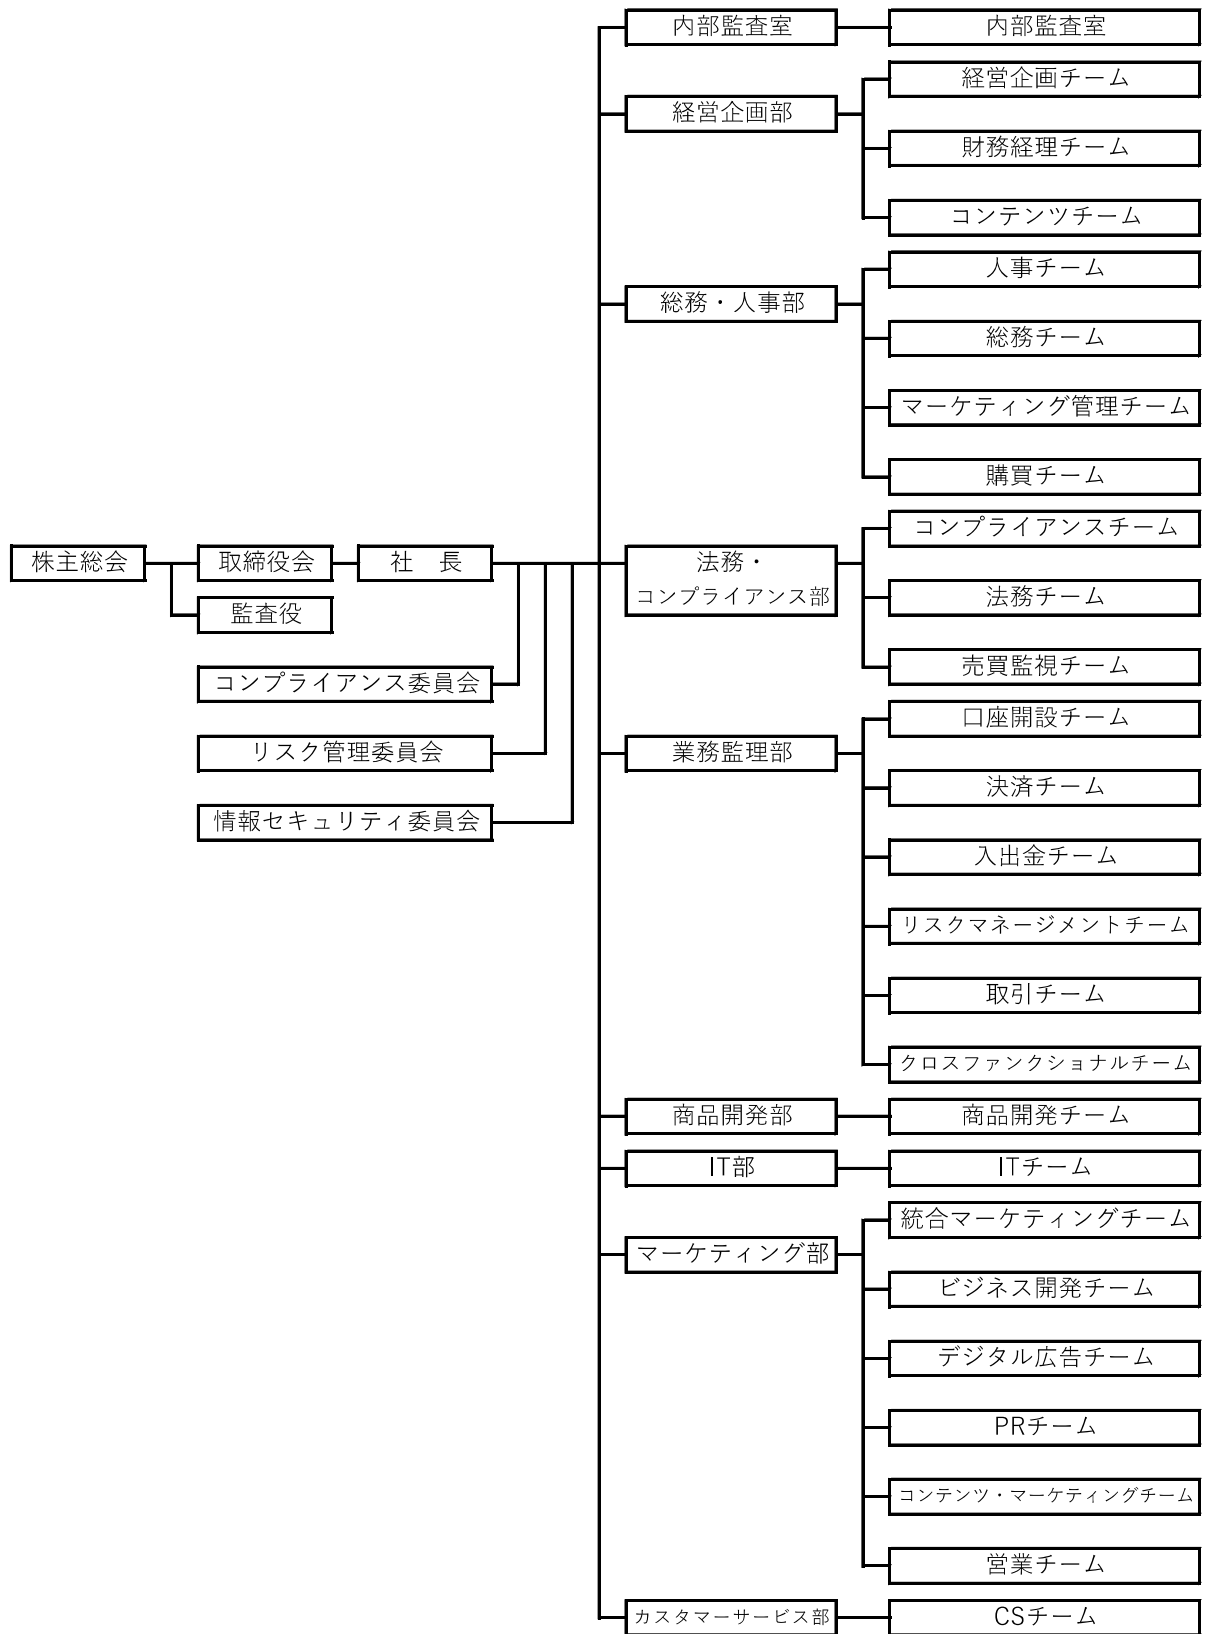 内部監査室
内部監査室
経営企画部
経営企画チーム
財務経理チーム
コンテンツチーム
総務・人事部
人事チーム
総務チーム
マーケティング管理チーム
購買チーム
株主総会
取締役会
社　長
監査役
コンプライアンス委員会
リスク管理委員会
情報セキュリティ委員会
法務・
コンプライアンス部
コンプライアンスチーム
法務チーム
売買監視チーム
業務監理部
口座開設チーム
決済チーム
入出金チーム
リスクマネージメントチーム
取引チーム
クロスファンクショナルチーム
商品開発部
商品開発チーム
IT部
ITチーム
マーケティング部
統合マーケティングチーム
ビジネス開発チーム
デジタル広告チーム
PRチーム
コンテンツ・マーケティングチーム
営業チーム
カスタマーサービス部
CSチーム